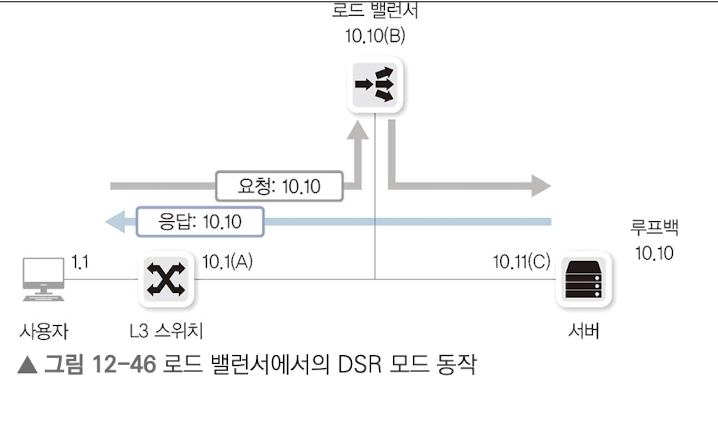 로드 밸런서
10.10(B)
요청: 10.10
응답: 10.10
루프백
10.10
1.1
10.1(A)
10.11(C)
사용자
L3 스위치
서버
▲ 그림 12-46 로드 밸런서에서의 DSR 모드 동작